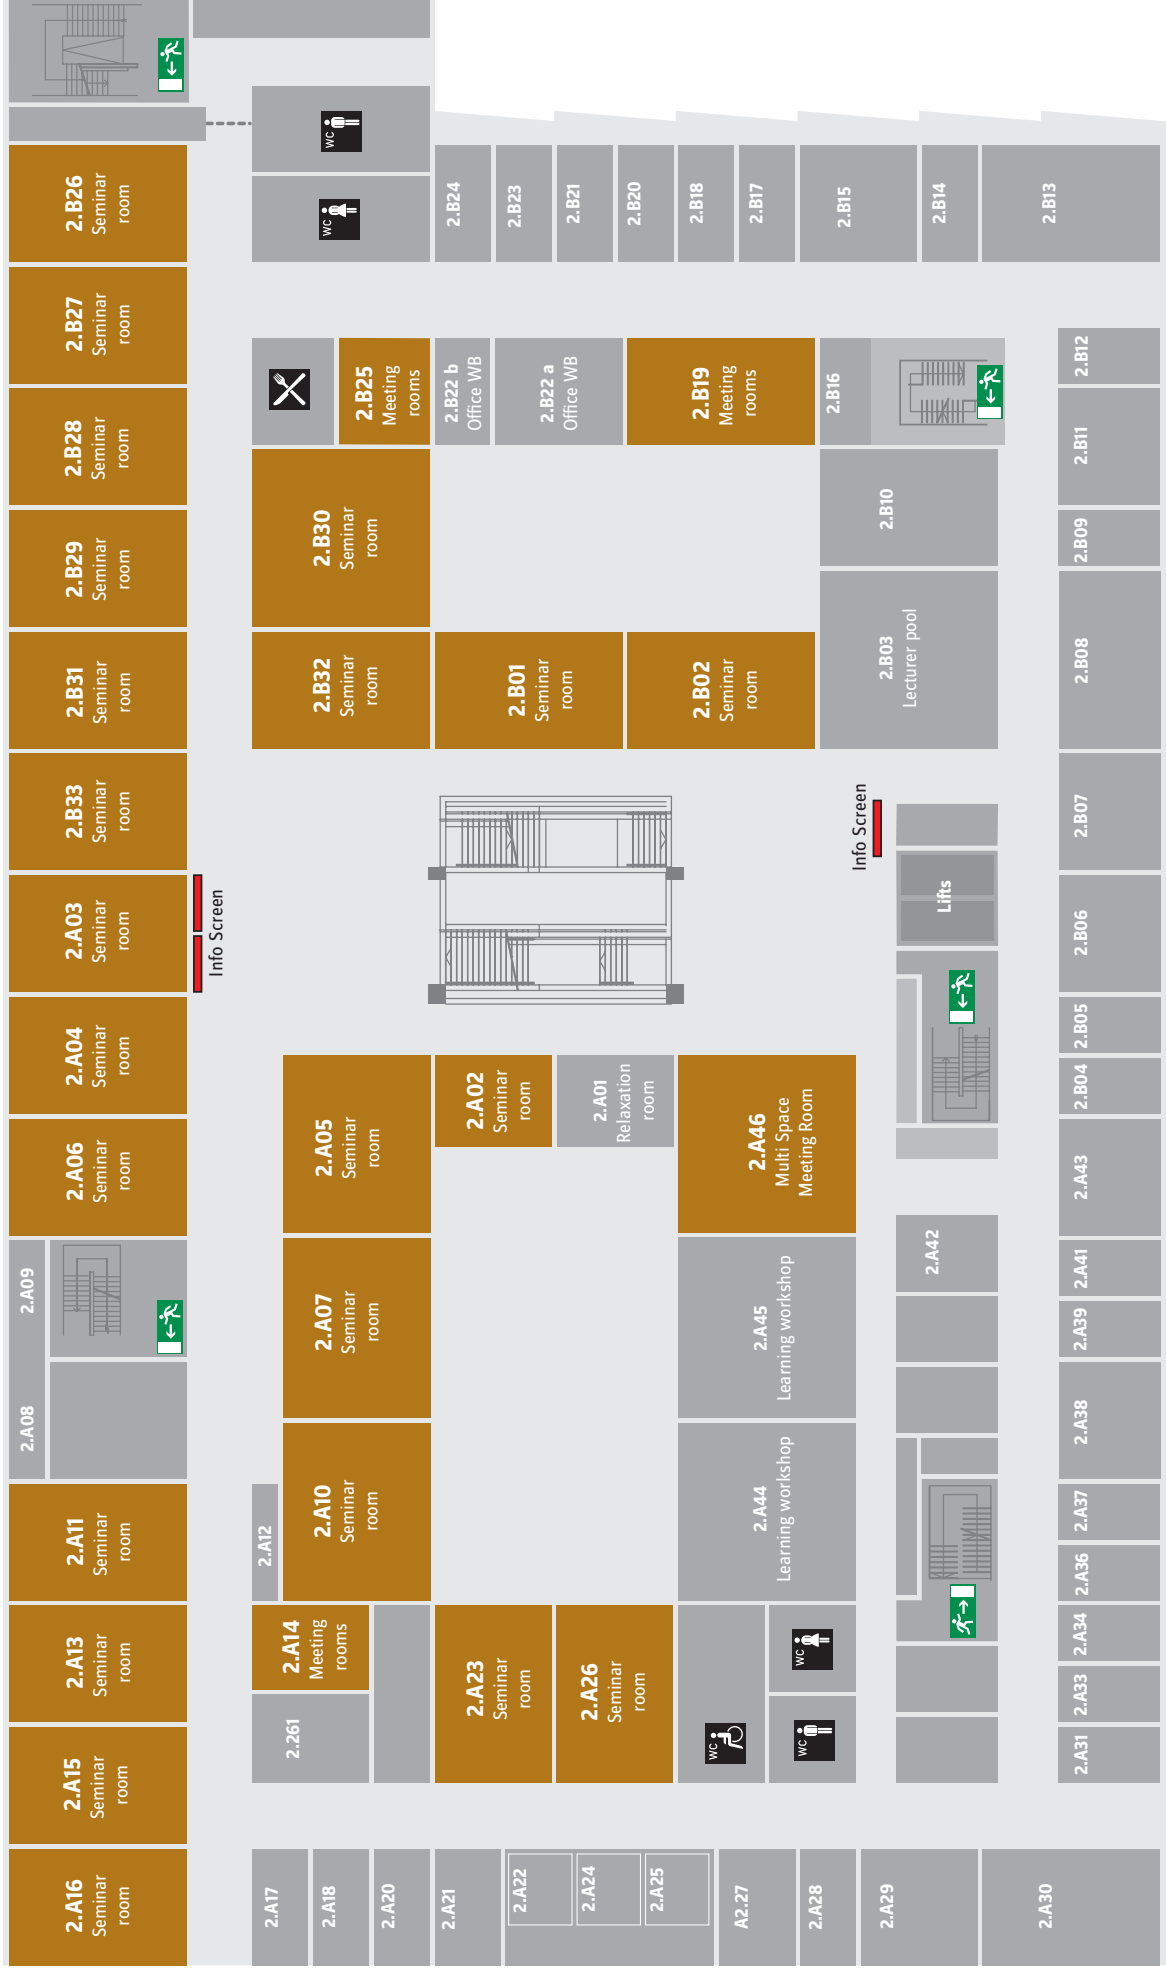 WC
2.B26
Seminar
room
WC
2.B24
2.B23
2.B21
2.B20
2.B18
2.B17
2.B15
2.B14
2.B13
2.B27
Seminar
room
2.B25
Meeting
rooms
2.B22 b
Office WB
2.B22 a
Office WB
2.B19
Meeting
rooms
2.B16
2.B12
2.B28
Seminar
room
2.B11
2.B29
Seminar
room
2.B30
Seminar
room
2.B10
2.B09
2.B31
Seminar
room
2.B32
Seminar
room
2.B01
Seminar
room
2.B02
Seminar
room
2.B03
Lecturer pool
2.B08
2.B33
Seminar
room
Info Screen
2.B07
2.A03
Seminar
room
Info Screen
Lifts
2.B06
2.A04
Seminar
room
2.B05
2.A05
Seminar
room
2.A02
Seminar
room
2.A01
Relaxation
room
2.A46
Multi Space
Meeting Room
2.B04
2.A06
Seminar
room
2.A43
2.A09
2.A42
2.A41
2.A07
Seminar
room
2.A45
Learning workshop
2.A39
2.A08
2.A38
2.A11
Seminar
room
2.A12
2.A10
Seminar
room
2.A44
Learning workshop
2.A37
2.A36
2.A13
Seminar
room
2.A14
Meeting
rooms
2.A23
Seminar
room
2.A26
Seminar
room
WC
2.A34
2.A33
2.261
WC
WC
2.A31
2.A15
Seminar
room
2.A16
Seminar
room
2.A17
2.A18
2.A20
2.A21
2.A22
2.A24
2.A25
A2.27
2.A28
2.A29
2.A30